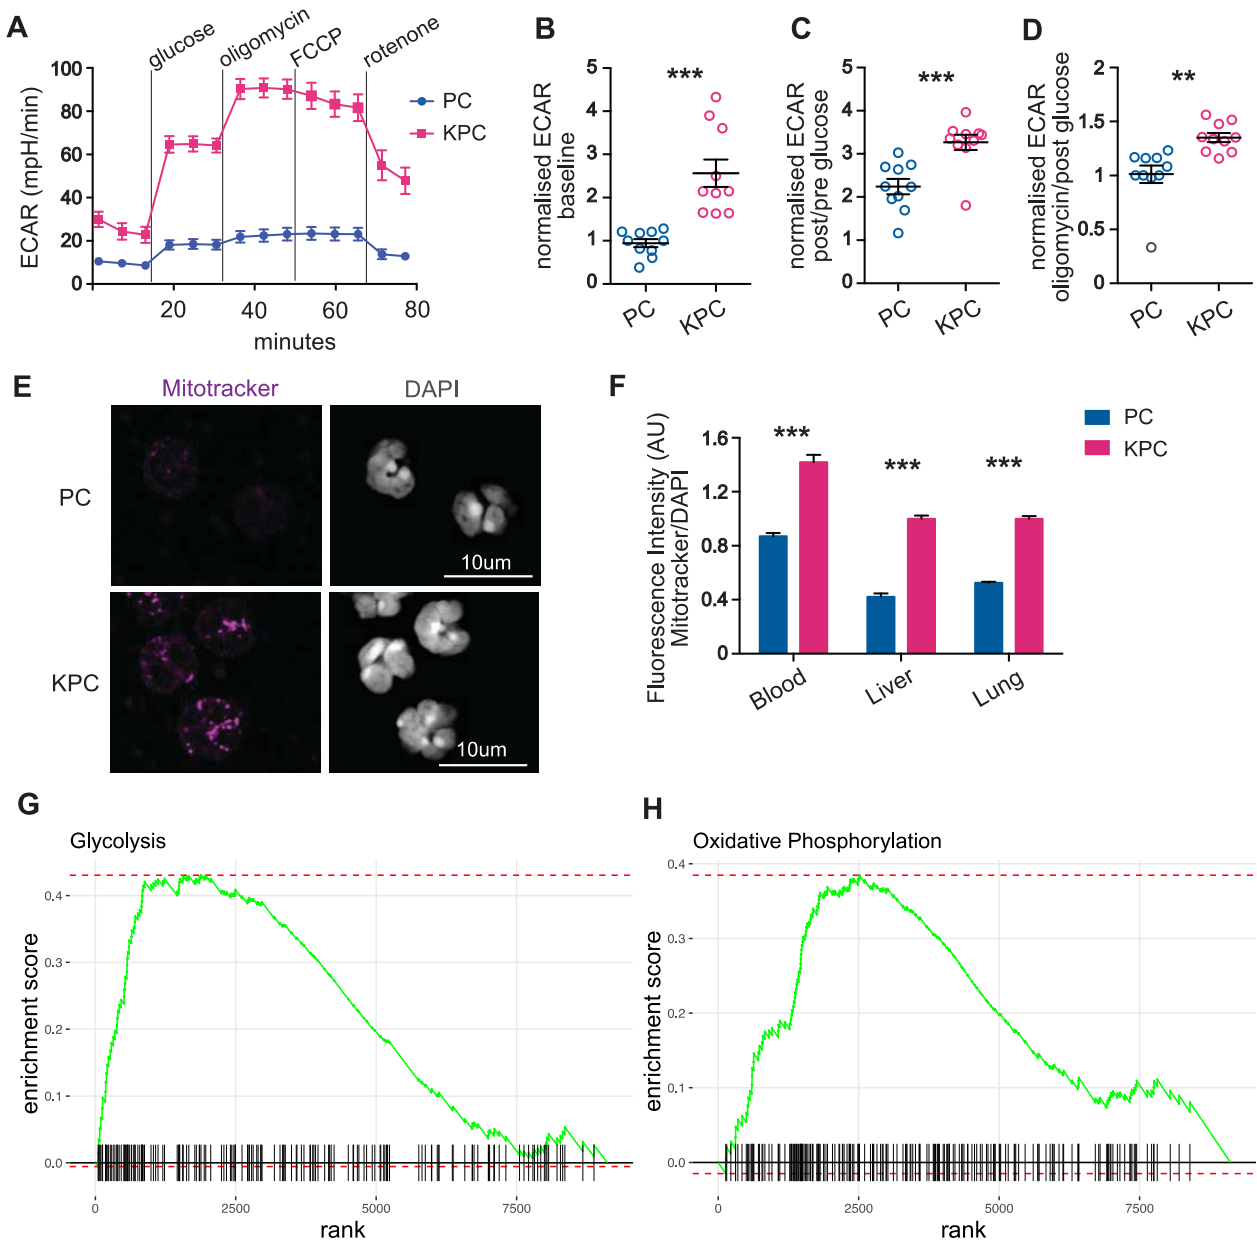 A
glucose
oligomycin
FCCP
rotenone
ECAR (mpH/min)
100
80
60
40
20
0
20
40
60
80
minutes
PC
KPC
B
***
normalised ECAR
baseline
5
4
3
2
1
0
PC
KPC
C
***
normalised ECAR
post/pre glucose
5
4
3
2
1
0
PC
KPC
D
**
normalised ECAR
oligomycin/post glucose
2
1.5
1
0.5
0
PC
KPC
E
Mitotracker
DAPI
PC
10um
KPC
10um
F
PC
KPC
Fluorescence Intensity (AU)
Mitotracker/DAPI
1.6
1.2
0.8
0.4
0
***
***
***
Blood
Liver
Lung
G
Glycolysis
enrichment score
0.4
0.3
0.2
0.1
0.0
0
2500
5000
7500
rank
H
Oxidative Phosphorylation
enrichment score
0.4
0.3
0.2
0.1
0.0
0
2500
5000
7500
rank